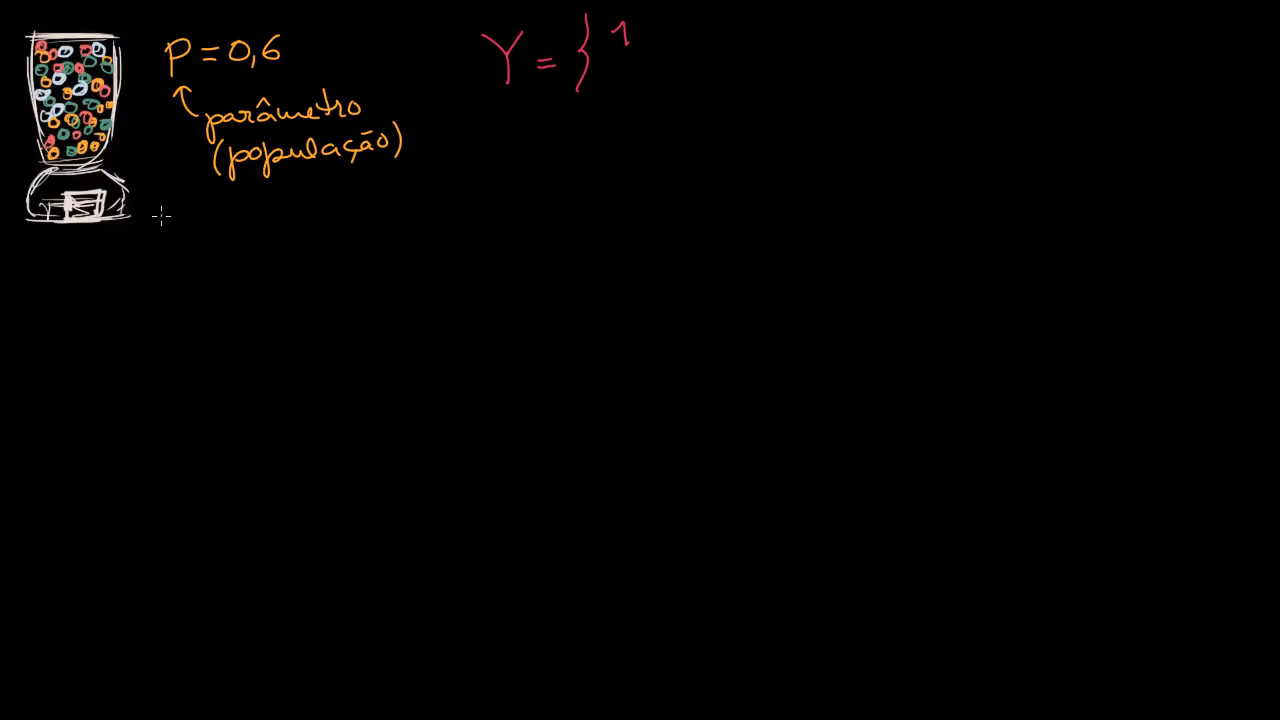 P = 0,6
parâmetro
(população)
Y = { 1